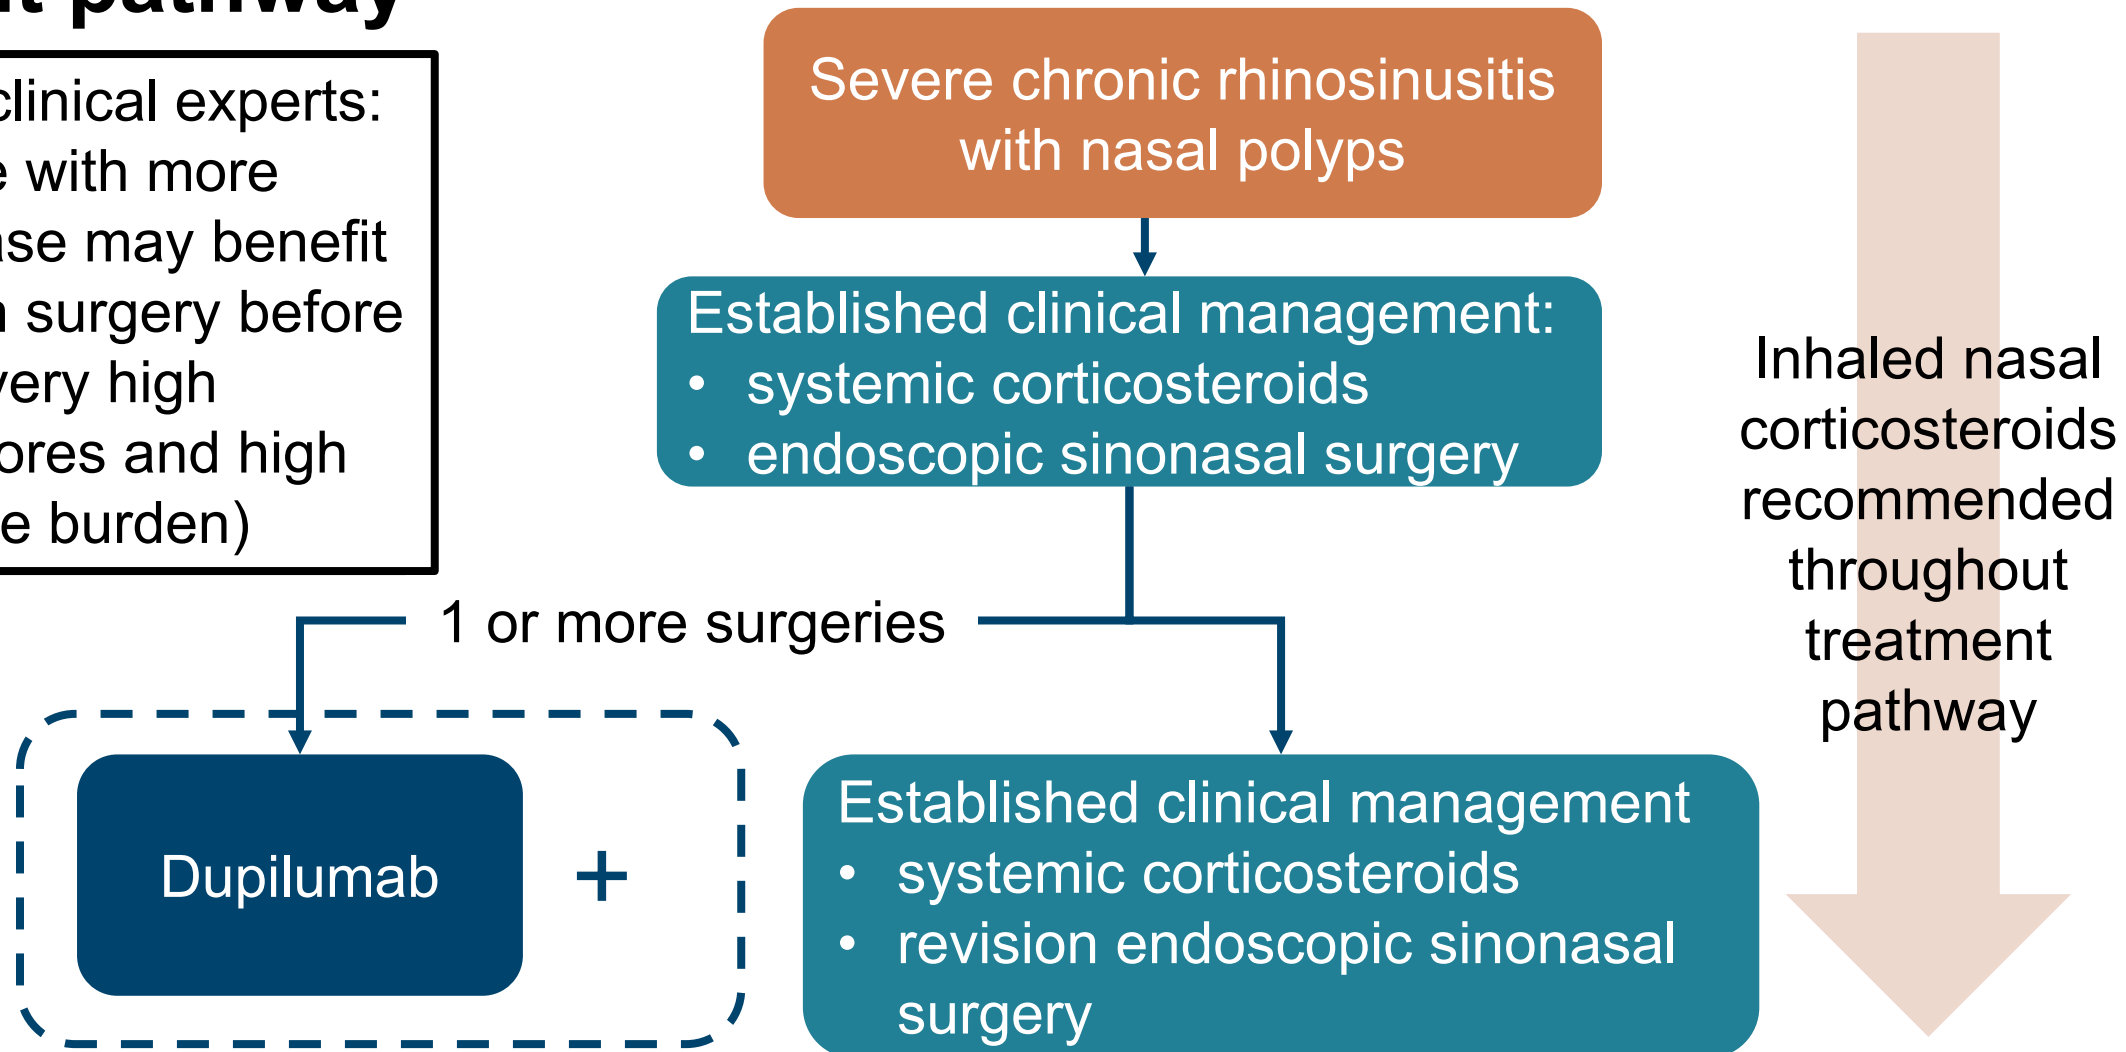 pathway
clinical experts:
with more
may benefit
surgery before
very high
and high
burden)
Severe chronic rhinosinusitis
with nasal polyps
Established clinical management:
• systemic corticosteroids
• endoscopic sinonasal surgery
1 or more surgeries
Dupilumab
+
Established clinical management
• systemic corticosteroids
• revision endoscopic sinonasal
surgery
Inhaled nasal
corticosteroids
recommended
throughout
treatment
pathway